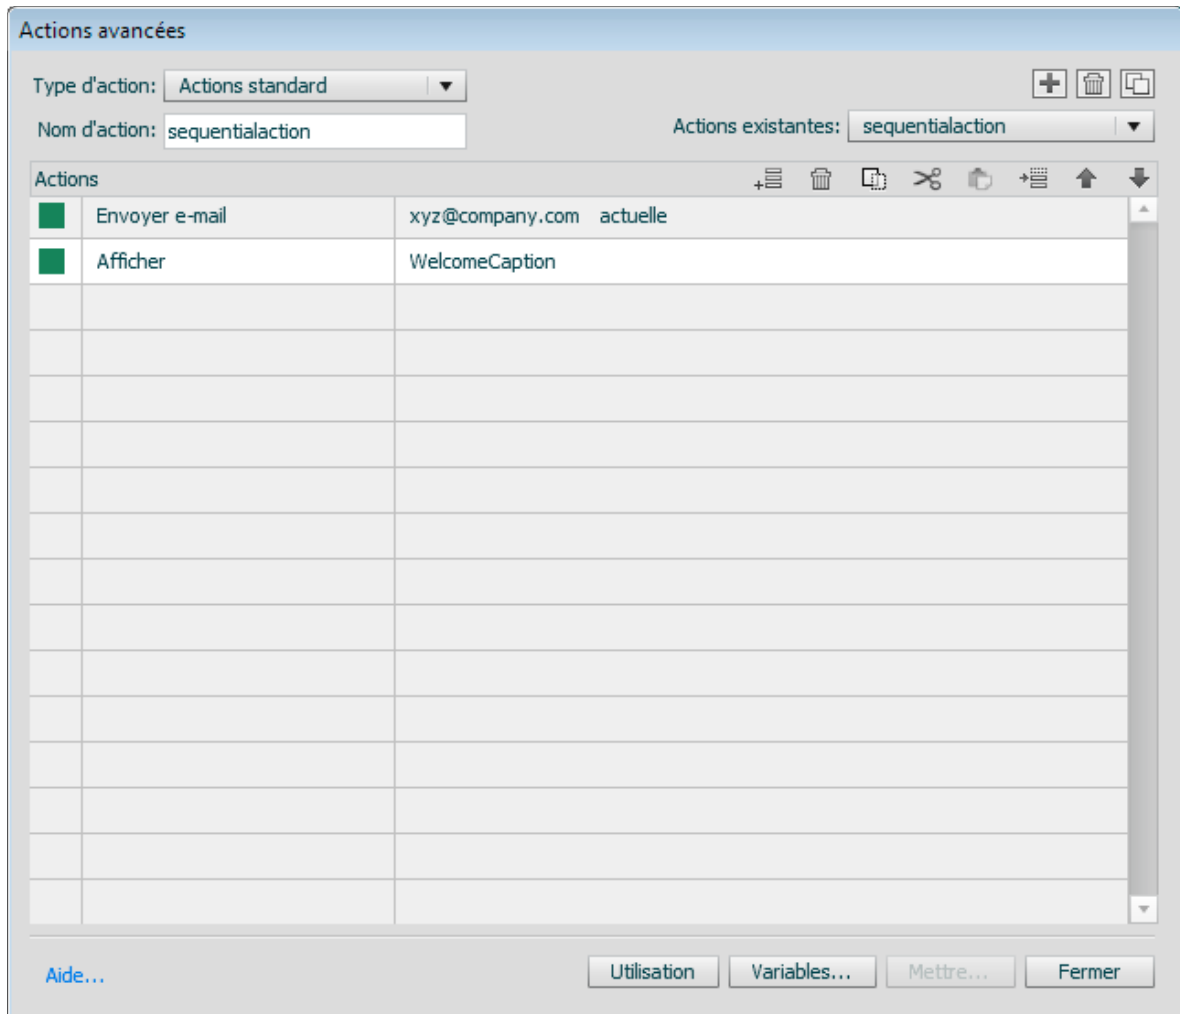 Actions avancées
Type d'action: Actions standard
Nom d'action: sequentialaction
Actions existantes: sequentialaction
Actions
Envoyer e-mail xyz@company.com actuelle
Afficher WelcomeCaption
Aide... Utilisation Variables... Mettre... Fermer